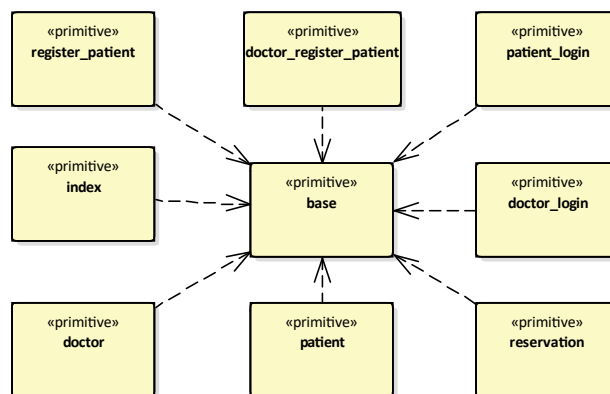 «primitive»
register_patient
«primitive»
doctor_register_patient
«primitive»
patient_login
«primitive»
index
«primitive»
base
«primitive»
doctor_login
«primitive»
doctor
«primitive»
patient
«primitive»
reservation